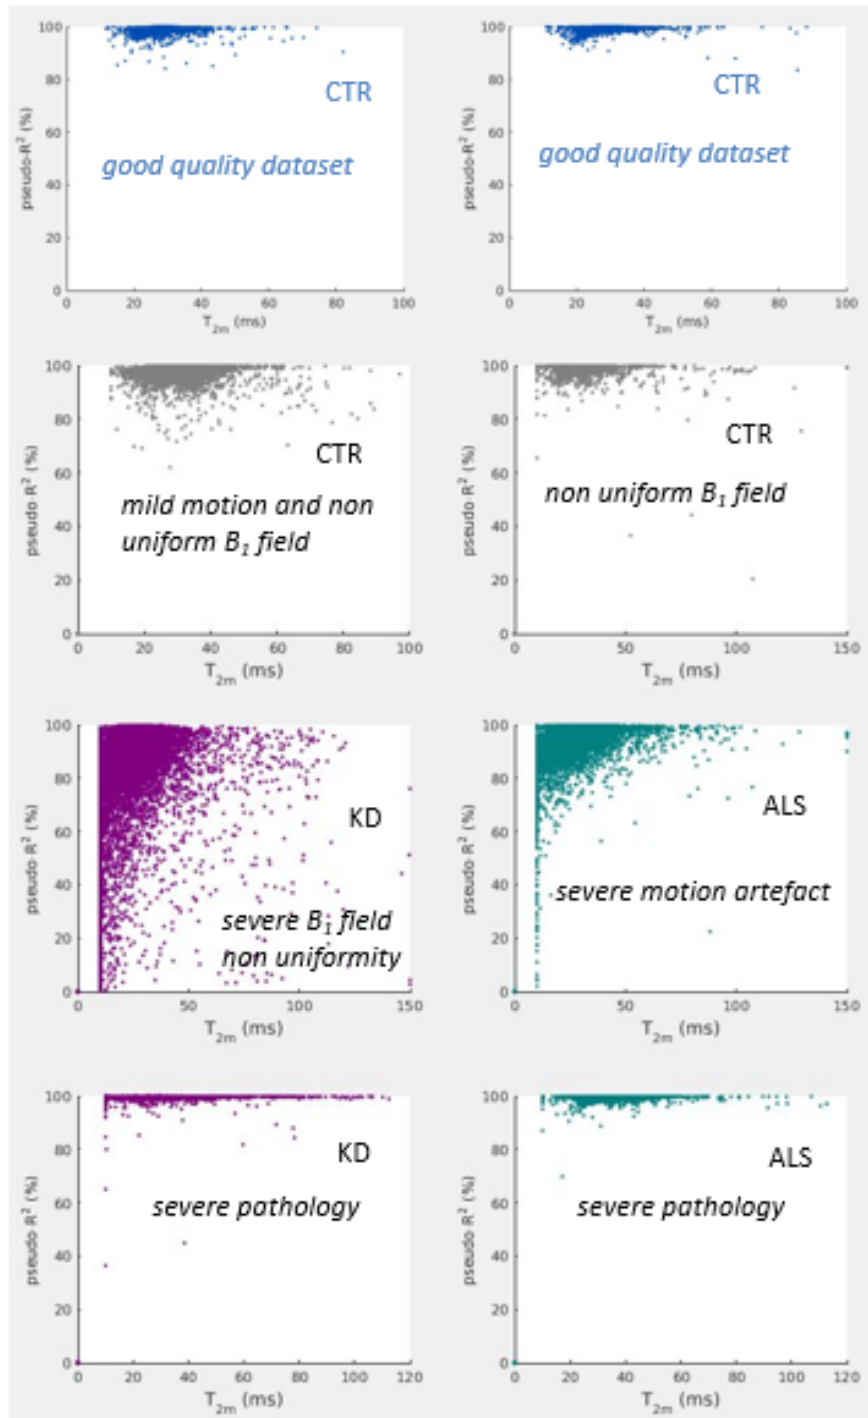 pseudo-R² (%)
100
80
60
40
20
0
CTR
good quality dataset
0 20 40 60 80 100
T₂ₘ (ms)
pseudo-R² (%)
100
80
60
40
20
0
CTR
good quality dataset
0 20 40 60 80 100
T₂ₘ (ms)
pseudo-R² (%)
100
80
60
40
20
0
CTR
mild motion and non
uniform B₁ field
0 20 40 60 80 100
T₂ₘ (ms)
pseudo-R² (%)
100
80
60
40
20
0
CTR
non uniform B₁ field
0 50 100 150
T₂ₘ (ms)
pseudo-R² (%)
100
80
60
40
20
0
KD
severe B₁ field
non uniformity
0 50 100 150
T₂ₘ (ms)
pseudo-R² (%)
100
80
60
40
20
0
ALS
severe motion artefact
0 50 100 150
T₂ₘ (ms)
pseudo-R² (%)
100
80
60
40
20
0
KD
severe pathology
0 20 40 60 80 100 120
T₂ₘ (ms)
pseudo-R² (%)
100
80
60
40
20
0
ALS
severe pathology
0 20 40 60 80 100 120
T₂ₘ (ms)